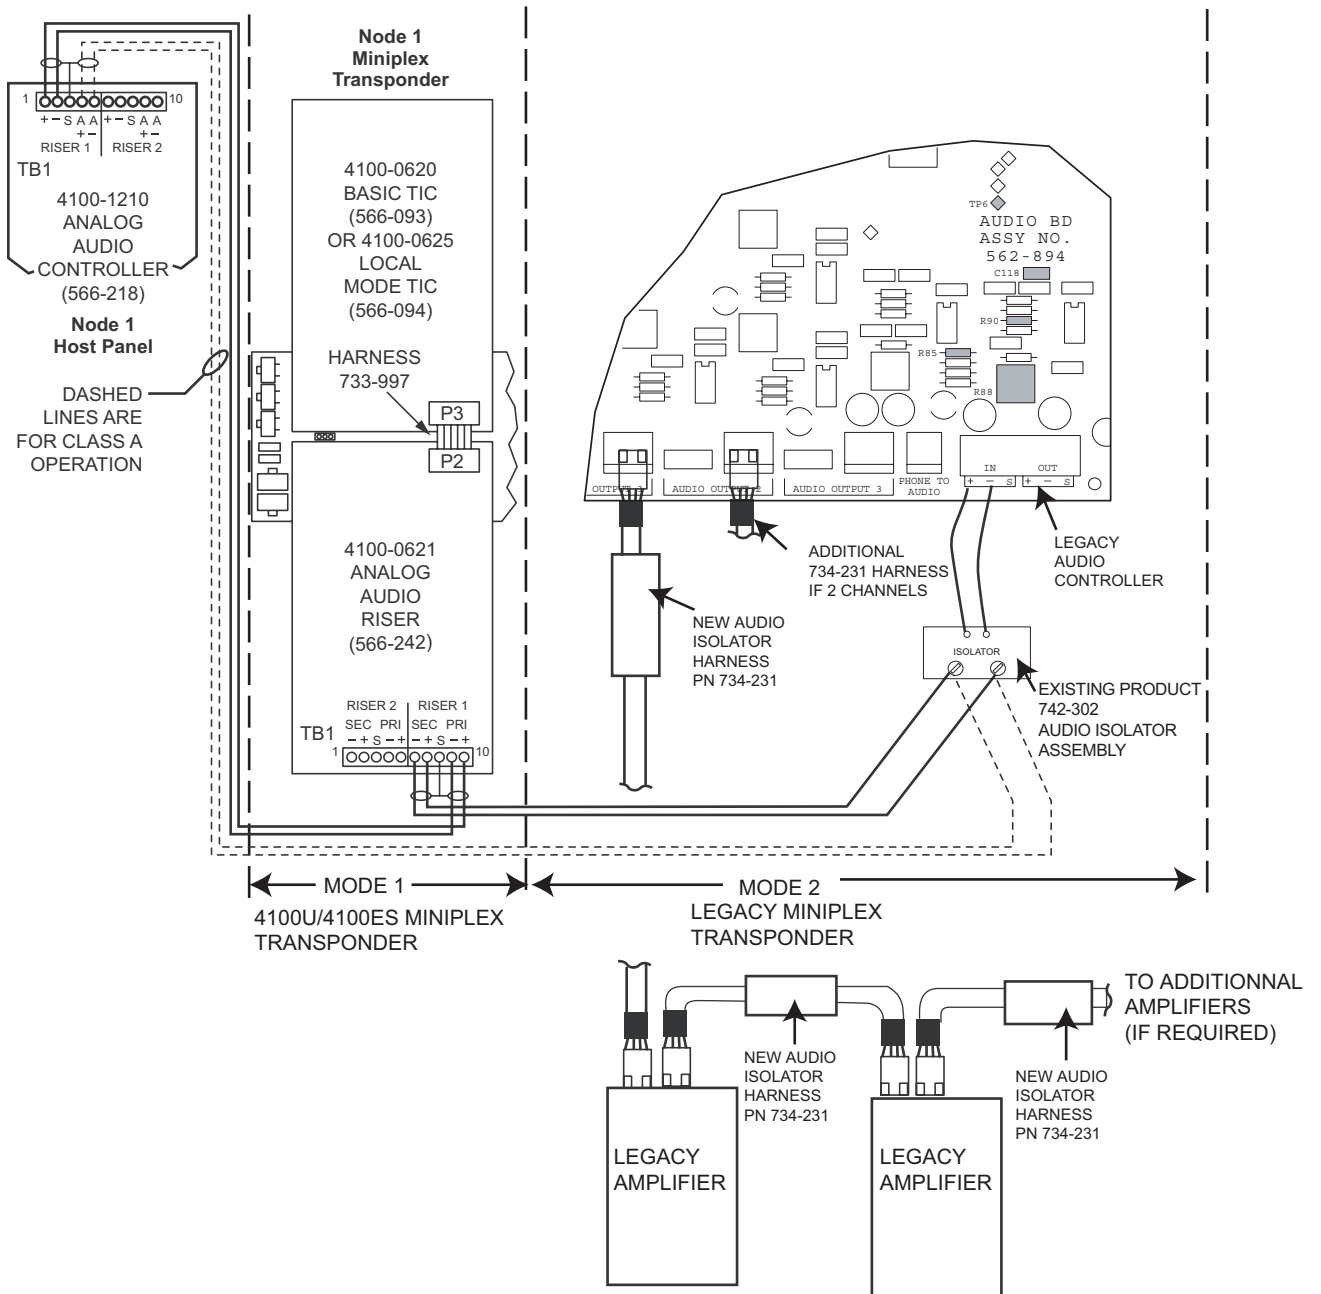 1
10
+ − S A A + − S A A
+ − + −
RISER 1 RISER 2
TB1
4100-1210
ANALOG
AUDIO
CONTROLLER
(566-218)
Node 1
Host Panel
DASHED
LINES ARE
FOR CLASS A
OPERATION
Node 1
Miniplex
Transponder
4100-0620
BASIC TIC
(566-093)
OR 4100-0625
LOCAL
MODE TIC
(566-094)
HARNESS
733-997
P3
P2
4100-0621
ANALOG
AUDIO
RISER
(566-242)
RISER 2 RISER 1
SEC PRI SEC PRI
− + S − + − + S − +
TB1
1
10
TP6
AUDIO BD
ASSY NO.
562-894
C118
R90
R85
R88
IN OUT
+ − S + − S
OUTPUT 1
AUDIO OUTPUT 2
AUDIO OUTPUT 3
PHONE TO
AUDIO
ADDITIONAL
734-231 HARNESS
IF 2 CHANNELS
LEGACY
AUDIO
CONTROLLER
NEW AUDIO
ISOLATOR
HARNESS
PN 734-231
ISOLATOR
EXISTING PRODUCT
742-302
AUDIO ISOLATOR
ASSEMBLY
MODE 1
4100U/4100ES MINIPLEX
TRANSPONDER
MODE 2
LEGACY MINIPLEX
TRANSPONDER
NEW AUDIO
ISOLATOR
HARNESS
PN 734-231
TO ADDITIONNAL
AMPLIFIERS
(IF REQUIRED)
NEW AUDIO
ISOLATOR
HARNESS
PN 734-231
LEGACY
AMPLIFIER
LEGACY
AMPLIFIER